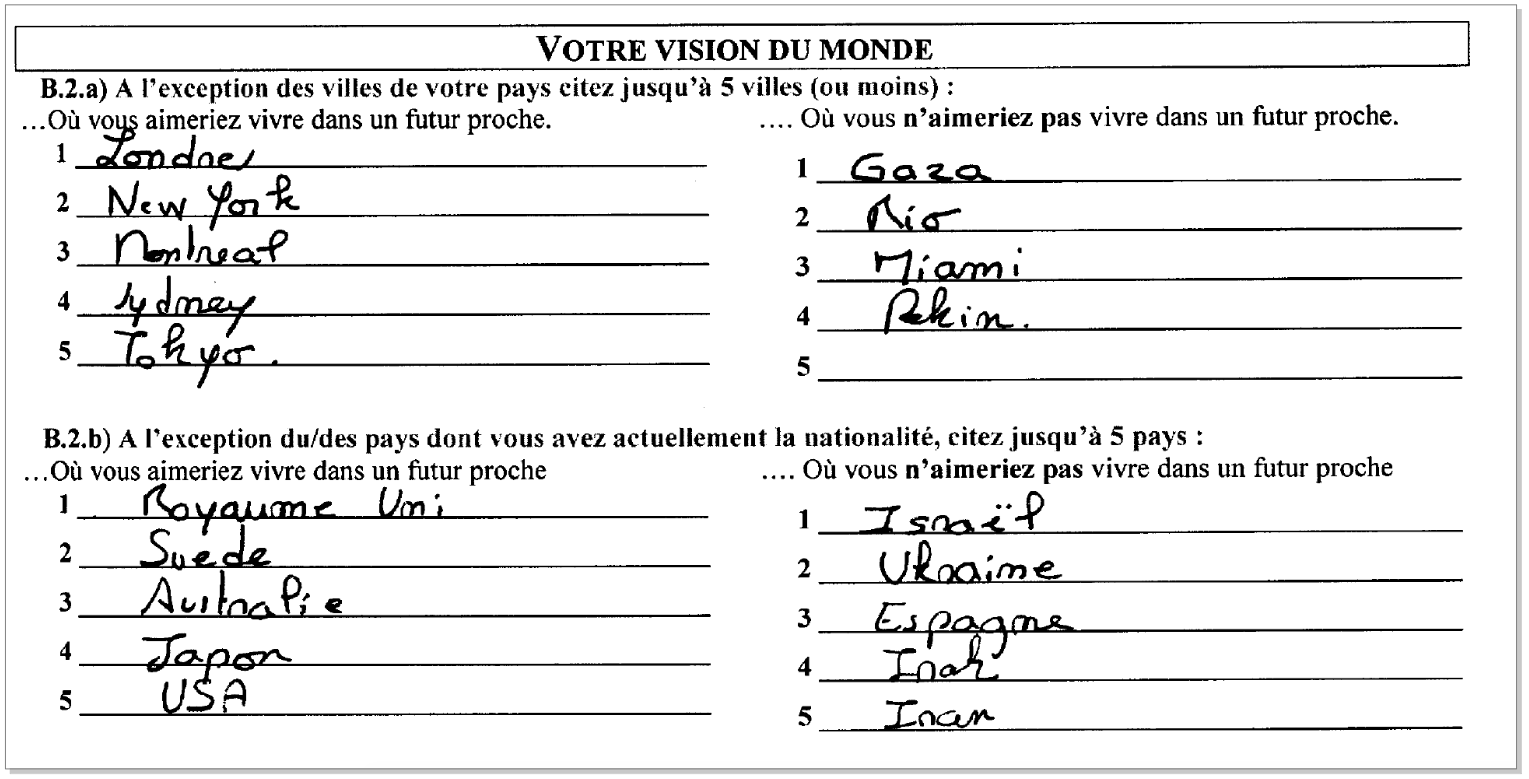 VOTRE VISION DU MONDE
B.2.a) A l'exception des villes de votre pays citez jusqu'à 5 villes (ou moins) :
...Où vous aimeriez vivre dans un futur proche.
1 Londres
2 New York
3 Montreal
4 Sydney
5 Tokyo.
.... Où vous n'aimeriez pas vivre dans un futur proche.
1 Gaza
2 Rio
3 Miami
4 Pekin.
5
B.2.b) A l'exception du/des pays dont vous avez actuellement la nationalité, citez jusqu'à 5 pays :
...Où vous aimeriez vivre dans un futur proche
1 Royaume Uni
2 Suede
3 Australie
4 Japon
5 USA
.... Où vous n'aimeriez pas vivre dans un futur proche
1 Israël
2 Ukraine
3 Espagne
4 Irak
5 Iran